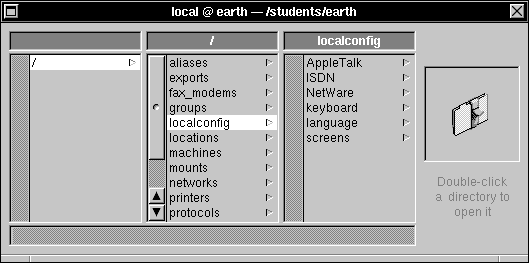 local @ earth — /students/earth
/
localconfig
/
aliases
exports
fax_modems
groups
localconfig
locations
machines
mounts
networks
printers
protocols
AppleTalk
ISDN
NetWare
keyboard
language
screens
Double-click
a directory to
open it